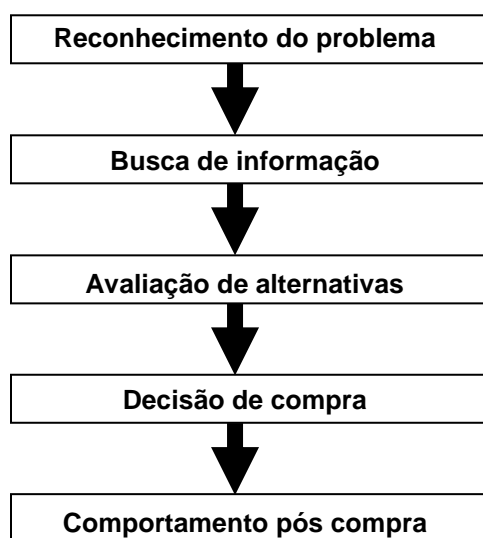 Reconhecimento do problema
Busca de informação
Avaliação de alternativas
Decisão de compra
Comportamento pós compra